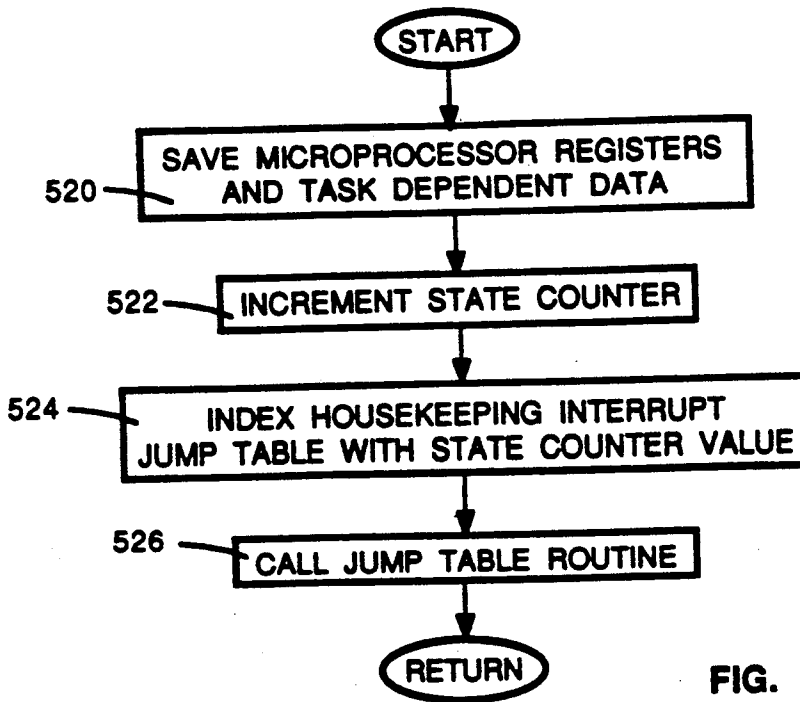 START
SAVE MICROPROCESSOR REGISTERS
AND TASK DEPENDENT DATA
520
INCREMENT STATE COUNTER
522
INDEX HOUSEKEEPING INTERRUPT
JUMP TABLE WITH STATE COUNTER VALUE
524
CALL JUMP TABLE ROUTINE
526
RETURN
FIG.